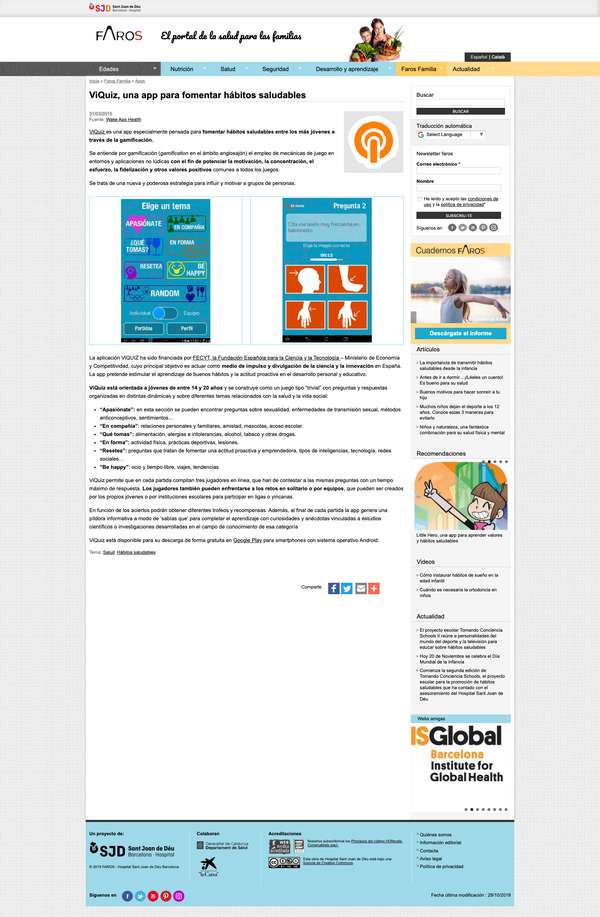 SJD Sant Joan de Déu
Barcelona · Hospital
FAROS
El portal de la salud para las familias
Español | Català
Edades
Nutrición
Salud
Seguridad
Desarrollo y aprendizaje
Faros Familia
Actualidad
Inicio > Faros Familia > Apps
ViQuiz, una app para fomentar hábitos saludables
31/03/2015
Fuente: Wake App Health
ViQuiz es una app especialmente pensada para fomentar hábitos saludables entre los más jóvenes a
través de la gamificación.
Se entiende por gamificación (gamification en el ámbito anglosajón) el empleo de mecánicas de juego en
entornos y aplicaciones no lúdicas con el fin de potenciar la motivación, la concentración, el
esfuerzo, la fidelización y otros valores positivos comunes a todos los juegos.
Se trata de una nueva y poderosa estrategia para influir y motivar a grupos de personas.
Elige un tema
APASIÓNATE
EN COMPAÑIA
¿QUÉ TOMAS?
EN FORMA
RESETEA
BE HAPPY
RANDOM
Individual
Equipo
Partidas
Perfil
Pregunta 2
Elige la imagen correcta
La aplicación VIQUIZ ha sido financiada por FECYT, la Fundación Española para la Ciencia y la Tecnología – Ministerio de Economía
y Competitividad, cuyo principal objetivo es actuar como medio de impulso y divulgación de la ciencia y la innovación en España.
La app pretende estimular el aprendizaje de buenos hábitos y la actitud proactiva en el desarrollo personal y educativo.
ViQuiz está orientada a jóvenes de entre 14 y 20 años y se construye como un juego tipo "trivial" con preguntas y respuestas
organizadas en distintas dinámicas y sobre diferentes temas relacionados con la salud y la vida social:
• "Apasiónate": en esta sección se pueden encontrar preguntas sobre sexualidad, enfermedades de transmisión sexual, métodos
anticonceptivos, sentimientos...
• "En compañía": relaciones personales y familiares, amistad, mascotas, acoso escolar.
• "Qué tomas": alimentación, alergias e intolerancias, alcohol, tabaco y otras drogas.
• "En forma": actividad física, prácticas deportivas, lesiones.
• "Resetea": preguntas que tratan de fomentar una actitud proactiva y emprendedora, tipos de inteligencias, tecnología, redes
sociales...
• "Be happy": ocio y tiempo libre, viajes, tendencias
ViQuiz permite que en cada partida compitan tres jugadores en línea, que han de contestar a las mismas preguntas con un tiempo
máximo de respuesta. Los jugadores también pueden enfrentarse a los retos en solitario o por equipos, que pueden ser creados
por los propios jóvenes o por instituciones escolares para participar en ligas o yincanas.
En función de los aciertos podrán obtener diferentes trofeos y recompensas. Además, al final de cada partida la app genera una
píldora informativa a modo de 'sabías que' para completar el aprendizaje con curiosidades y anécdotas vinculadas a estudios
científicos o investigaciones desarrolladas en el campo de conocimiento de esa categoría
ViQuiz está disponible para su descarga de forma gratuita en Google Play para smartphones con sistema operativo Android.
Tema: Salud Hábitos saludables
Comparte
Buscar
BUSCAR
Traducción automática
Select Language
Newsletter faros
Correo electrónico *
Nombre
He leído y acepto las condiciones de
uso y la política de privacidad*
SUBSCRIU-TE
Síguenos en
Cuadernos FAROS
Descárgate el informe
Artículos
La importancia de transmitir hábitos
saludables desde la infancia
Antes de ir a dormir... ¡Léeles un cuento!
Es bueno para su salud
Buenos motivos para hacer sonreír a tu
hijo
Muchos niños dejan el deporte a los 12
años. Conoce estas 3 maneras para
evitarlo
Niños y naturaleza, una fantástica
combinación para su salud física y mental
Recomendaciones
Little Hero, una app para aprender valores
y hábitos saludables
Videos
Cómo instaurar hábitos de sueño en la
edad infantil
Cuándo es necesaria la ortodoncia en
niños
Actualidad
El proyecto escolar Tomando Conciencia
Schools II reúne a personalidades del
mundo del deporte y la televisión para
educar sobre hábitos saludables
Hoy 20 de Noviembre se celebra el Día
Mundial de la Infancia
Comienza la segunda edición de
Tomando Conciencia Schools, el proyecto
escolar para la promoción de hábitos
saludables que ha contado con el
asesoramiento del Hospital Sant Joan de
Déu
Webs amigas
ISGlobal
Barcelona
Institute for
Global Health
Un proyecto de:
SJD Sant Joan de Déu
Barcelona · Hospital
© 2019 FAROS - Hospital Sant Joan de Déu Barcelona
Colaboran
Generalitat de Catalunya
Departament de Salut
"la Caixa"
Acreditaciones
Nosotros subscribimos los Principios del código HONcode.
Compruébelo aquí.
Esta obra de Hospital Sant Joan de Déu está bajo una
licencia de Creative Commons
Quiénes somos
Información editorial
Contacta
Aviso legal
Política de privacidad
Síguenos en
Fecha última modificación : 29/10/2019